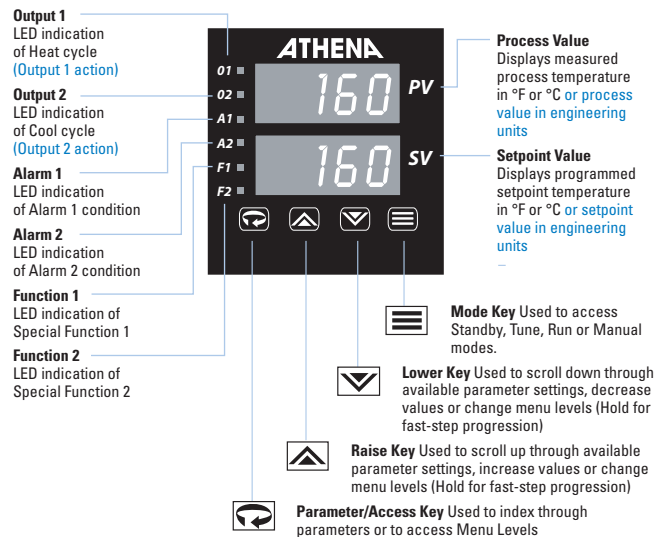 Output 1
LED indication
of Heat cycle
(Output 1 action)
Output 2
LED indication
of Cool cycle
(Output 2 action)
Alarm 1
LED indication
of Alarm 1 condition
Alarm 2
LED indication
of Alarm 2 condition
Function 1
LED indication of
Special Function 1
Function 2
LED indication of
Special Function 2
ATHENA
01
02
A1
A2
F1
F2
160
PV
160
SV
Process Value
Displays measured
process temperature
in °F or °C or process
value in engineering
units
Setpoint Value
Displays programmed
setpoint temperature
in °F or °C or setpoint
value in engineering
units
Mode Key Used to access
Standby, Tune, Run or Manual
modes.
Lower Key Used to scroll down through
available parameter settings, decrease
values or change menu levels (Hold for
fast-step progression)
Raise Key Used to scroll up through available
parameter settings, increase values or change
menu levels (Hold for fast-step progression)
Parameter/Access Key Used to index through
parameters or to access Menu Levels